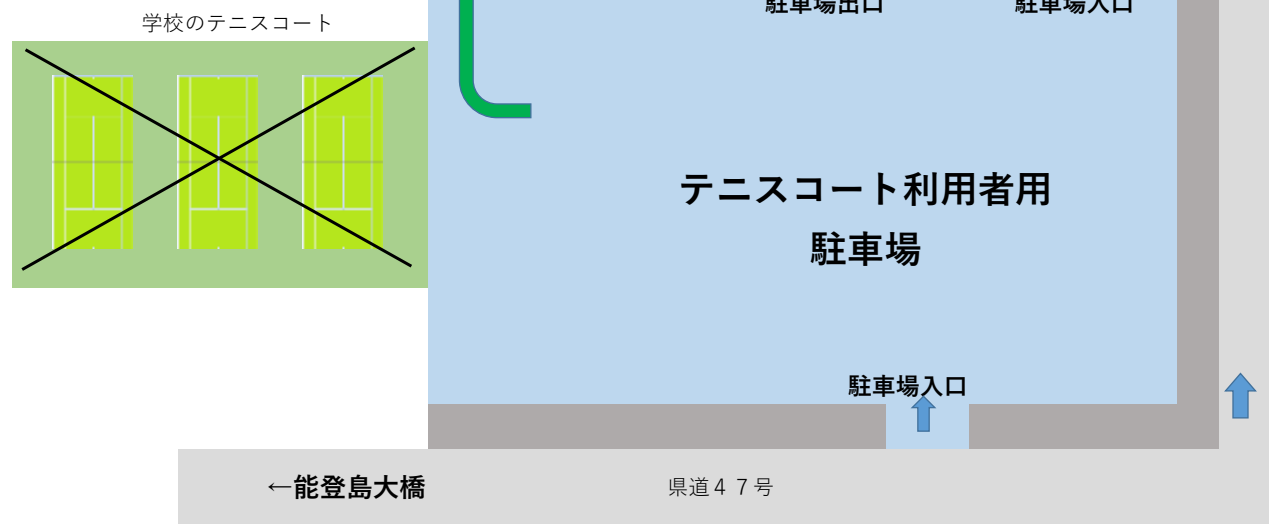 駐車場出口　駐車場入口
学校のテニスコート
テニスコート利用者用
駐車場
駐車場入口
←能登島大橋　県道４７号